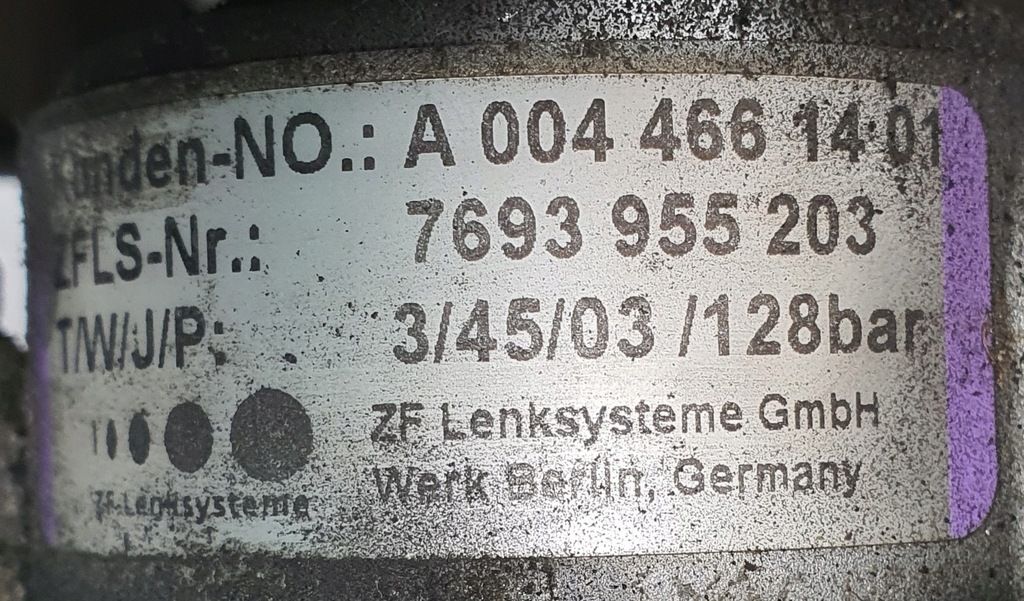 Kunden-NO.: A 004 466 14 01
ZFLS-Nr.: 7693 955 203
T/W/J/P: 3/45/03 /128bar
ZF Lenksysteme GmbH
Werk Berlin, Germany
ZF-Lenksysteme